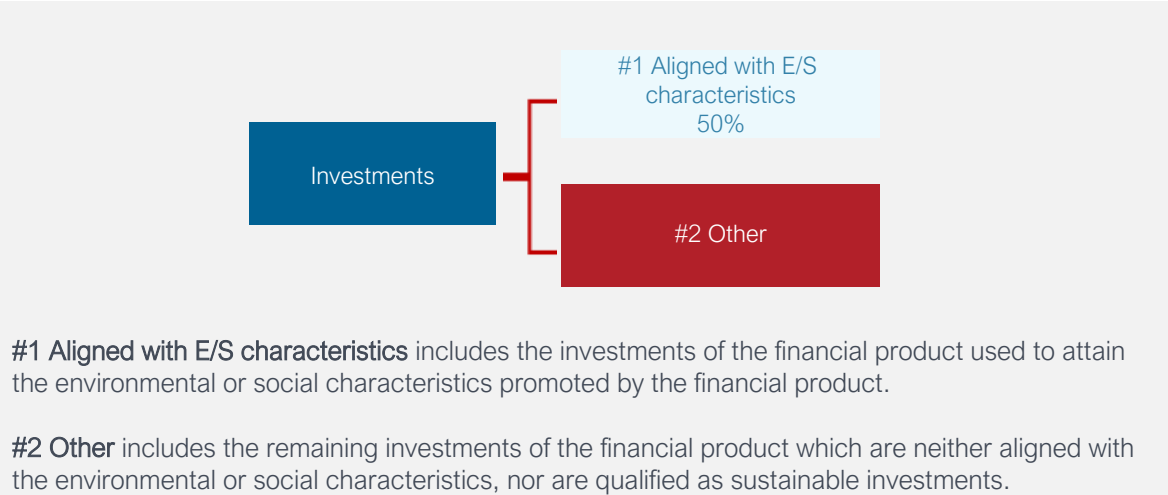 #1 Aligned with E/S
characteristics
50%
Investments
#2 Other
#1 Aligned with E/S characteristics includes the investments of the financial product used to attain
the environmental or social characteristics promoted by the financial product.
#2 Other includes the remaining investments of the financial product which are neither aligned with
the environmental or social characteristics, nor are qualified as sustainable investments.